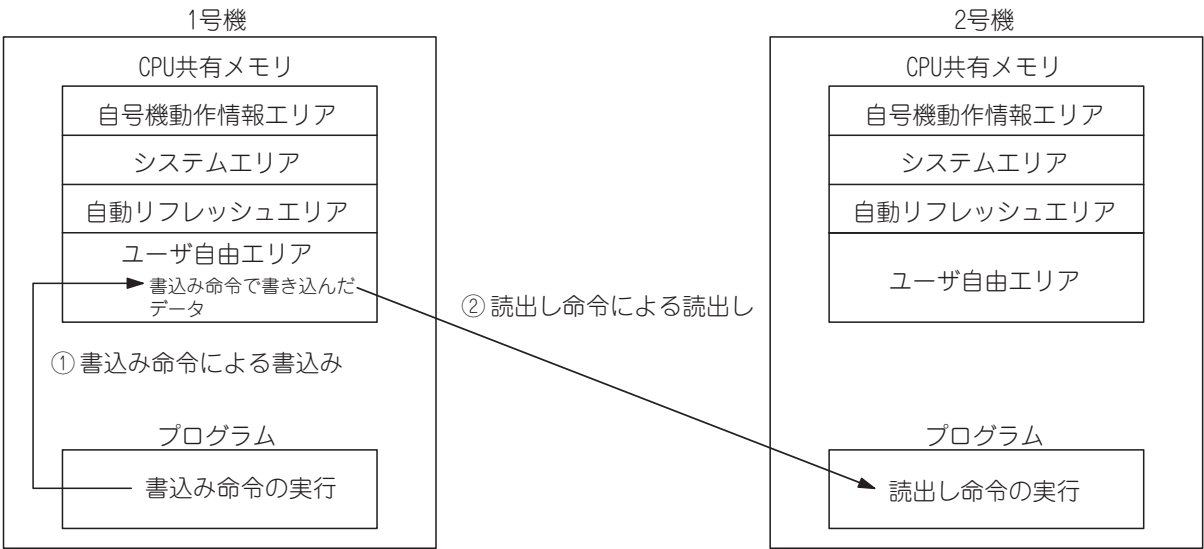 1号機
CPU共有メモリ
自号機動作情報エリア
システムエリア
自動リフレッシュエリア
ユーザ自由エリア
書込み命令で書き込んだ
データ
① 書込み命令による書込み
プログラム
書込み命令の実行
② 読出し命令による読出し
2号機
CPU共有メモリ
自号機動作情報エリア
システムエリア
自動リフレッシュエリア
ユーザ自由エリア
プログラム
読出し命令の実行